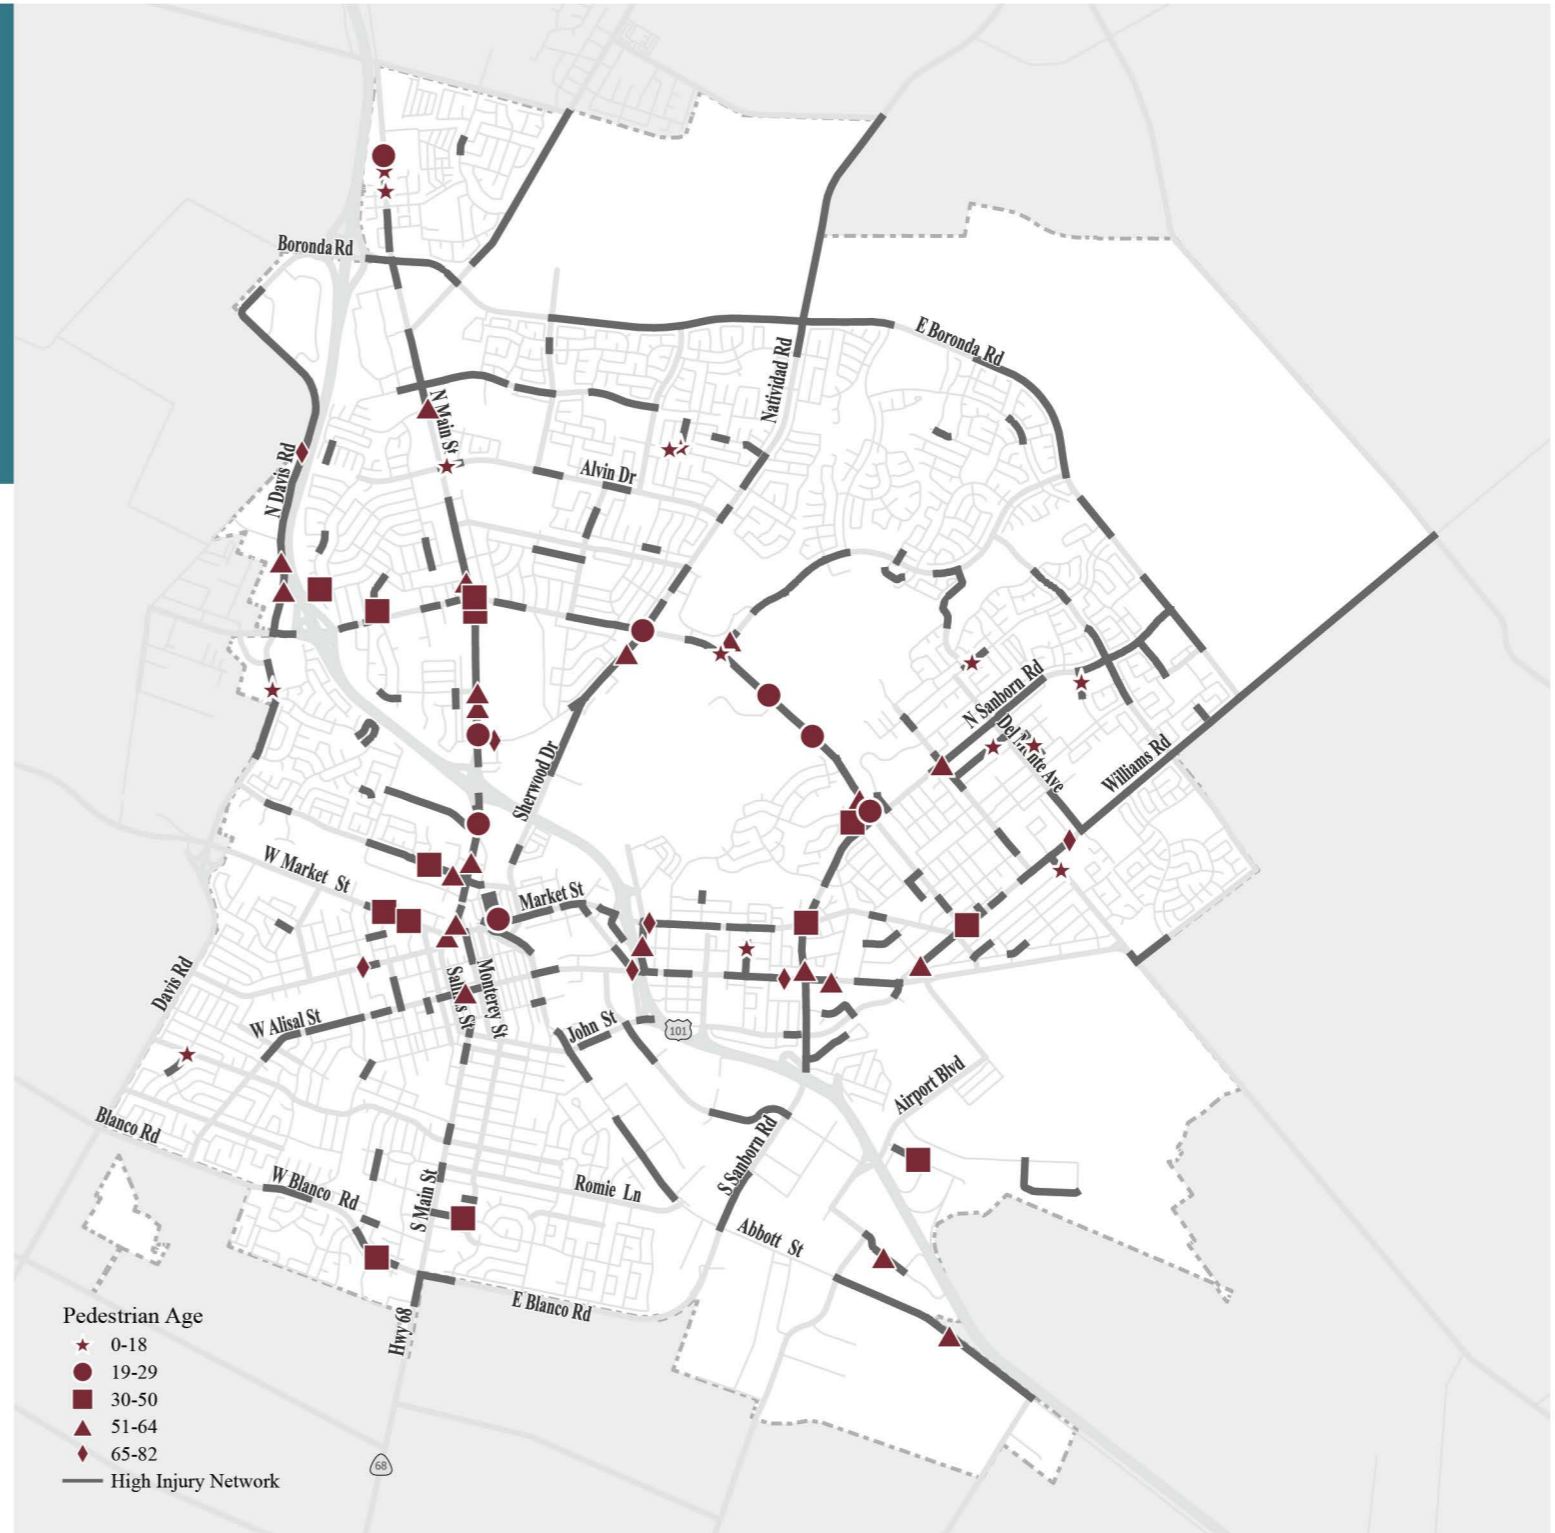 Boronda Rd
E Boronda Rd
Natividad Rd
N Main St
N Davis Rd
Alvin Dr
N Sanborn Rd
Del Monte Ave
Williams Rd
Sherwood Dr
W Market St
Market St
Davis Rd
Salinas St
Monterey St
W Alisal St
John St
101
Airport Blvd
Blanco Rd
W Blanco Rd
S Main St
Romie Ln
S Sanborn Rd
Abbott St
E Blanco Rd
Hwy 68
Pedestrian Age
0-18
19-29
30-50
51-64
65-82
High Injury Network
68